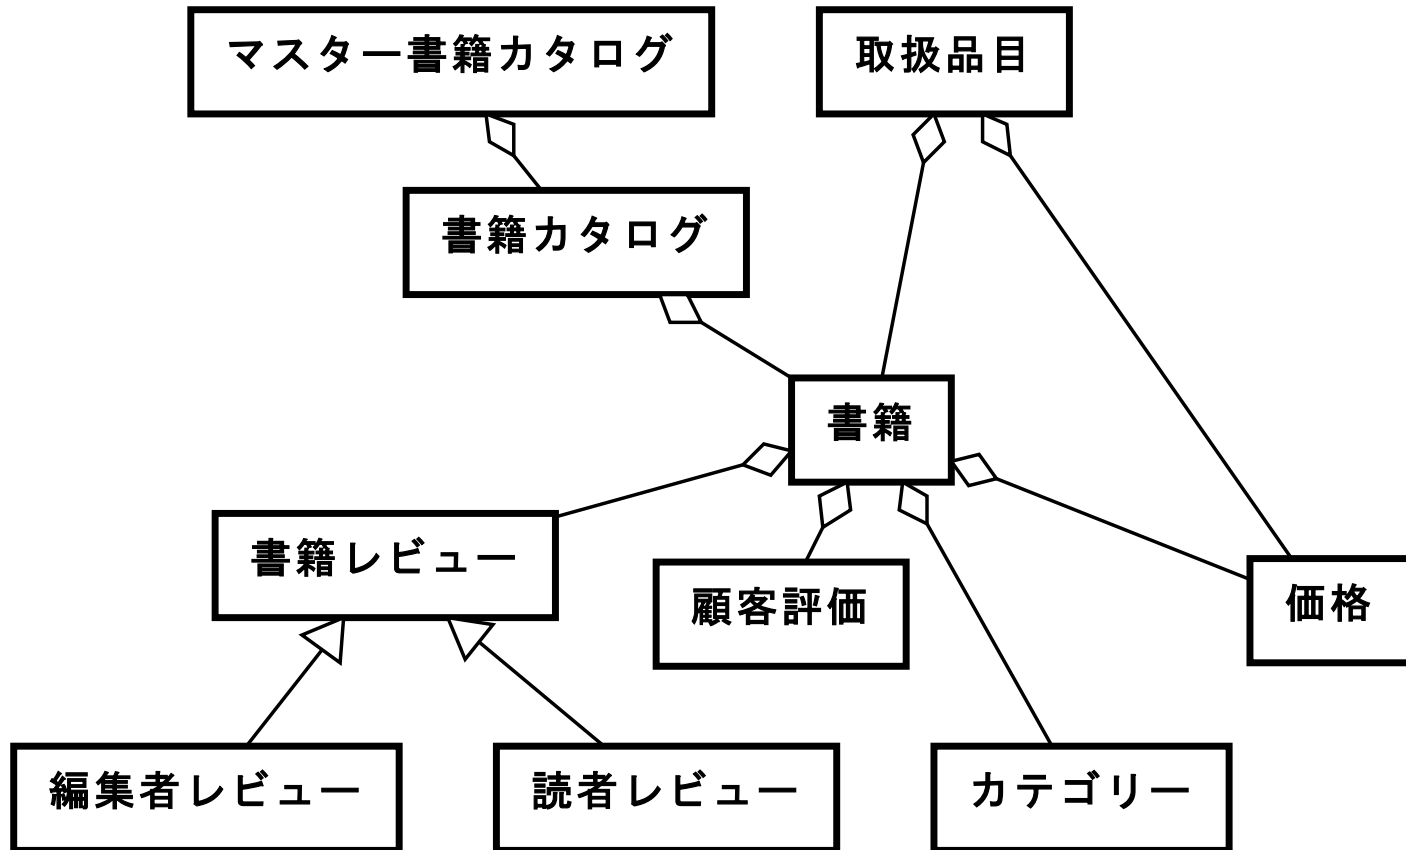 マスター書籍カタログ
取扱品目
書籍カタログ
書籍
書籍レビュー
顧客評価
価格
編集者レビュー
読者レビュー
カテゴリー